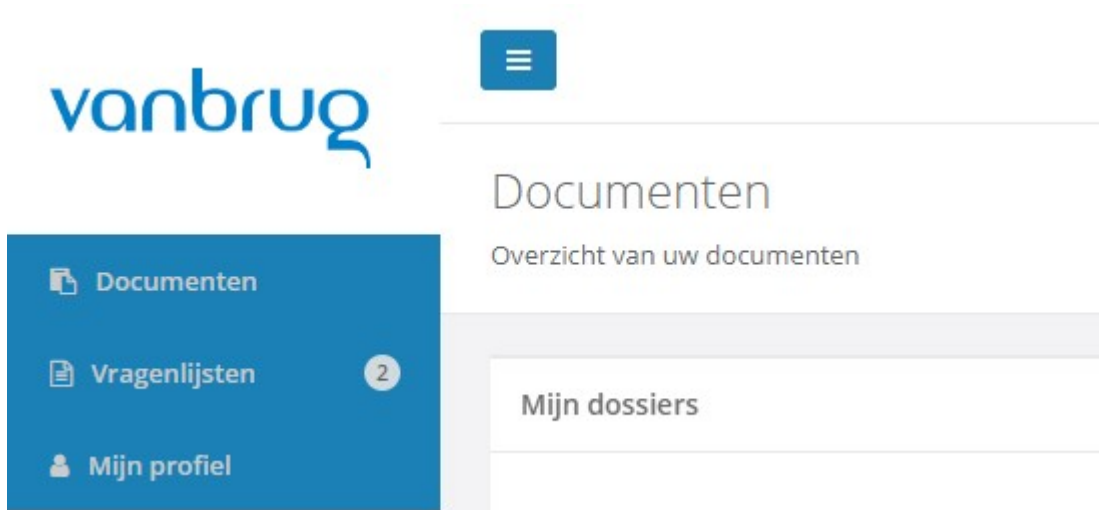 vanbrug
Documenten
Vragenlijsten 2
Mijn profiel
Documenten
Overzicht van uw documenten
Mijn dossiers